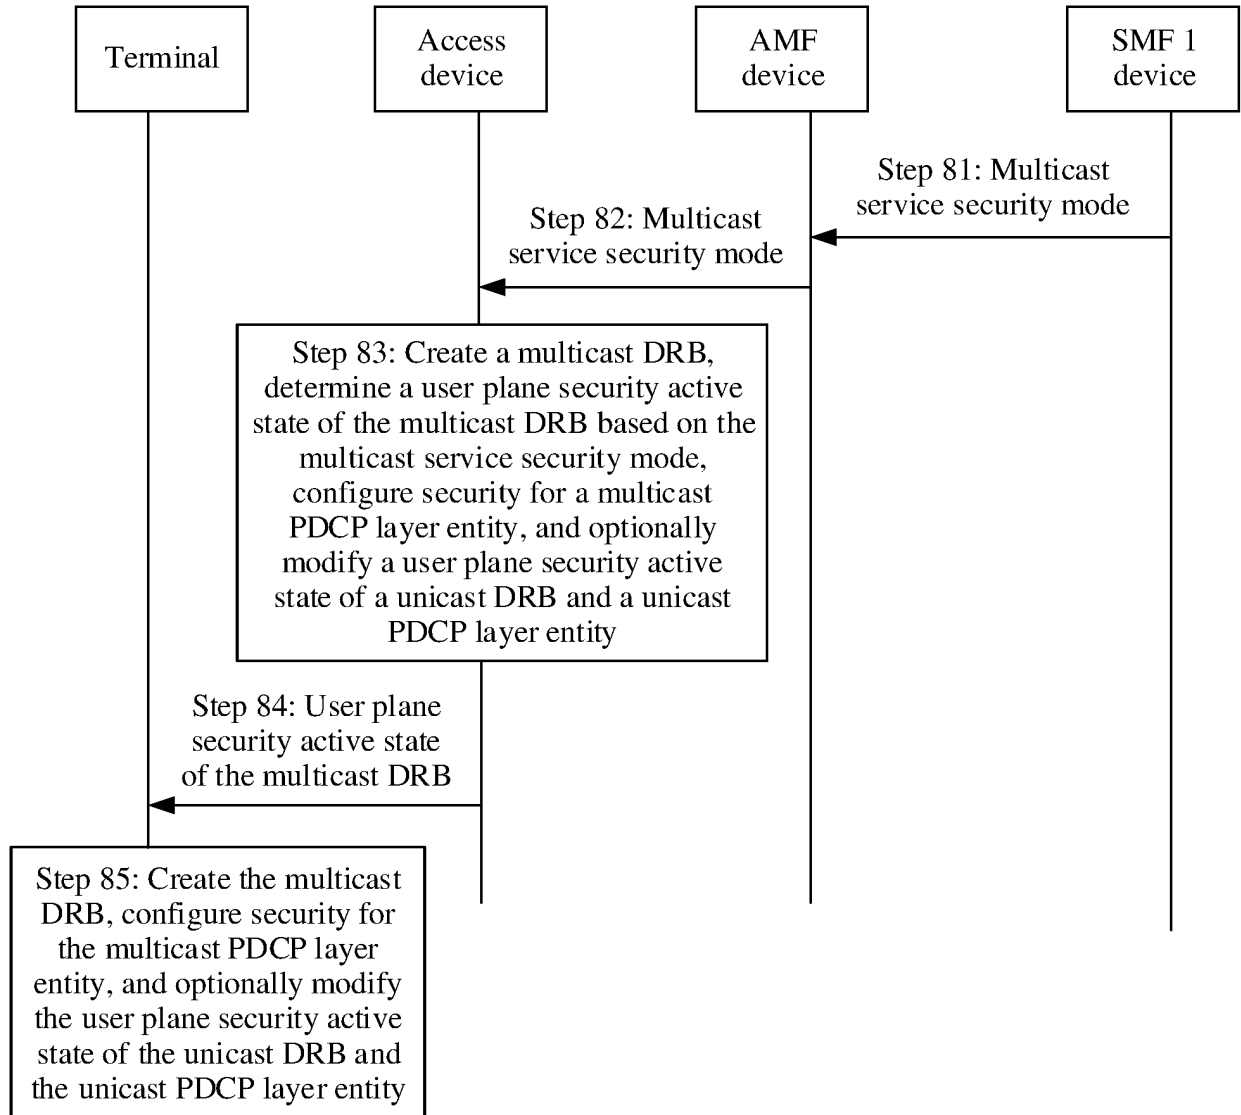 Terminal
Access
device
AMF
device
SMF 1
device
Step 81: Multicast
service security mode
Step 82: Multicast
service security mode
Step 83: Create a multicast DRB,
determine a user plane security active
state of the multicast DRB based on the
multicast service security mode,
configure security for a multicast
PDCP layer entity, and optionally
modify a user plane security active
state of a unicast DRB and a unicast
PDCP layer entity
Step 84: User plane
security active state
of the multicast DRB
Step 85: Create the multicast
DRB, configure security for
the multicast PDCP layer
entity, and optionally modify
the user plane security active
state of the unicast DRB and
the unicast PDCP layer entity